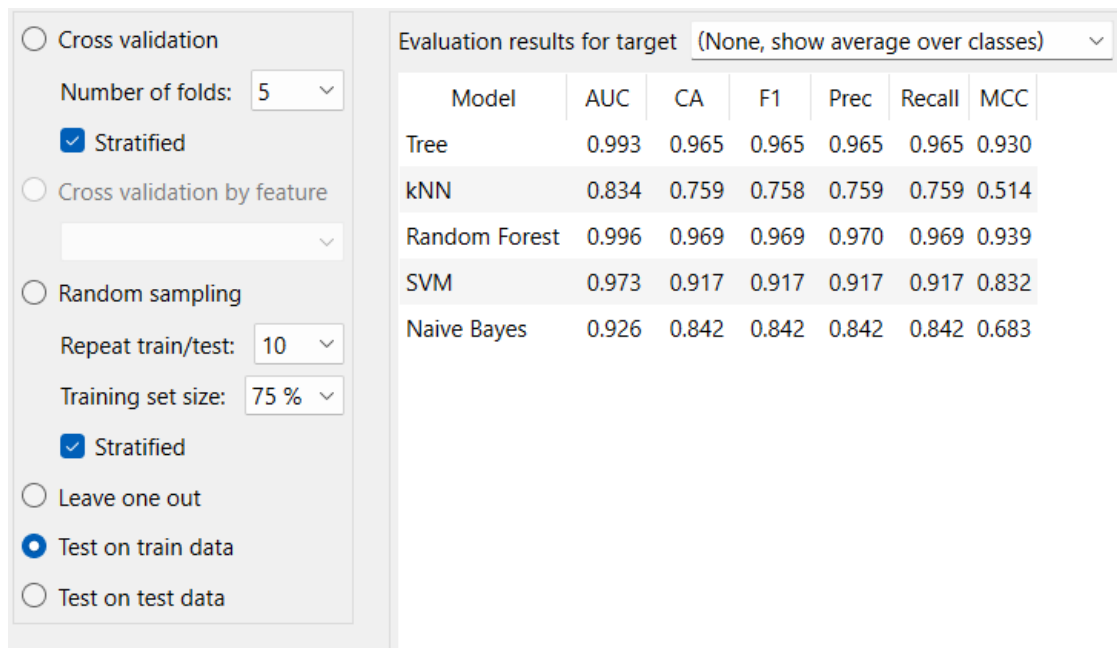 Cross validation
Number of folds: 5
Stratified
Cross validation by feature
Random sampling
Repeat train/test: 10
Training set size: 75 %
Stratified
Leave one out
Test on train data
Test on test data
Evaluation results for target (None, show average over classes)
Model AUC CA F1 Prec Recall MCC
Tree 0.993 0.965 0.965 0.965 0.965 0.930
kNN 0.834 0.759 0.758 0.759 0.759 0.514
Random Forest 0.996 0.969 0.969 0.970 0.969 0.939
SVM 0.973 0.917 0.917 0.917 0.917 0.832
Naive Bayes 0.926 0.842 0.842 0.842 0.842 0.683